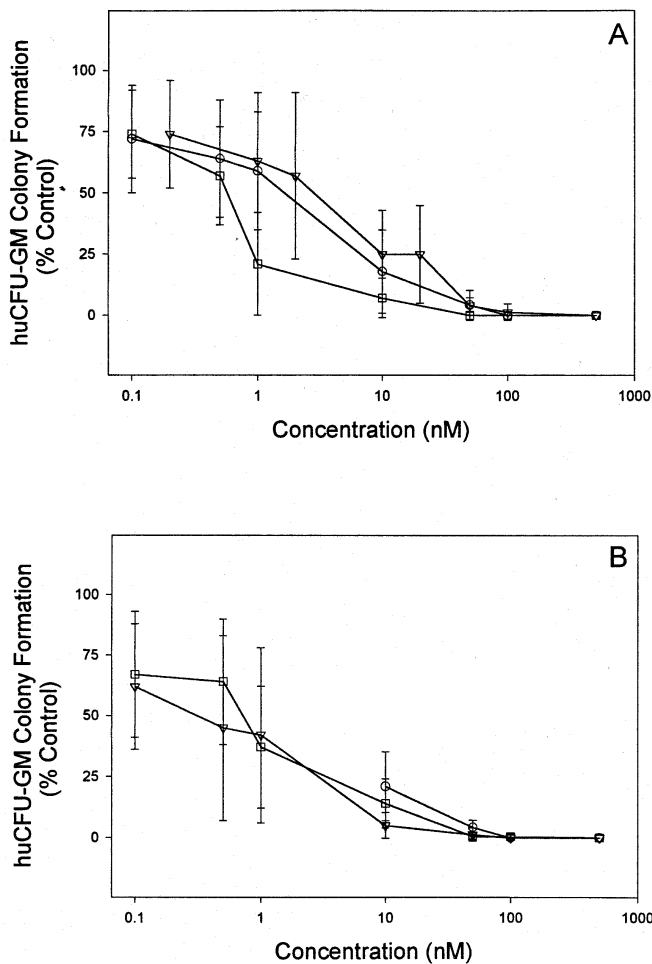 A
huCFU-GM Colony Formation
(% Control)
100
75
50
25
0
0.1 1 10 100 1000
Concentration (nM)
B
huCFU-GM Colony Formation
(% Control)
100
75
50
25
0
0.1 1 10 100 1000
Concentration (nM)